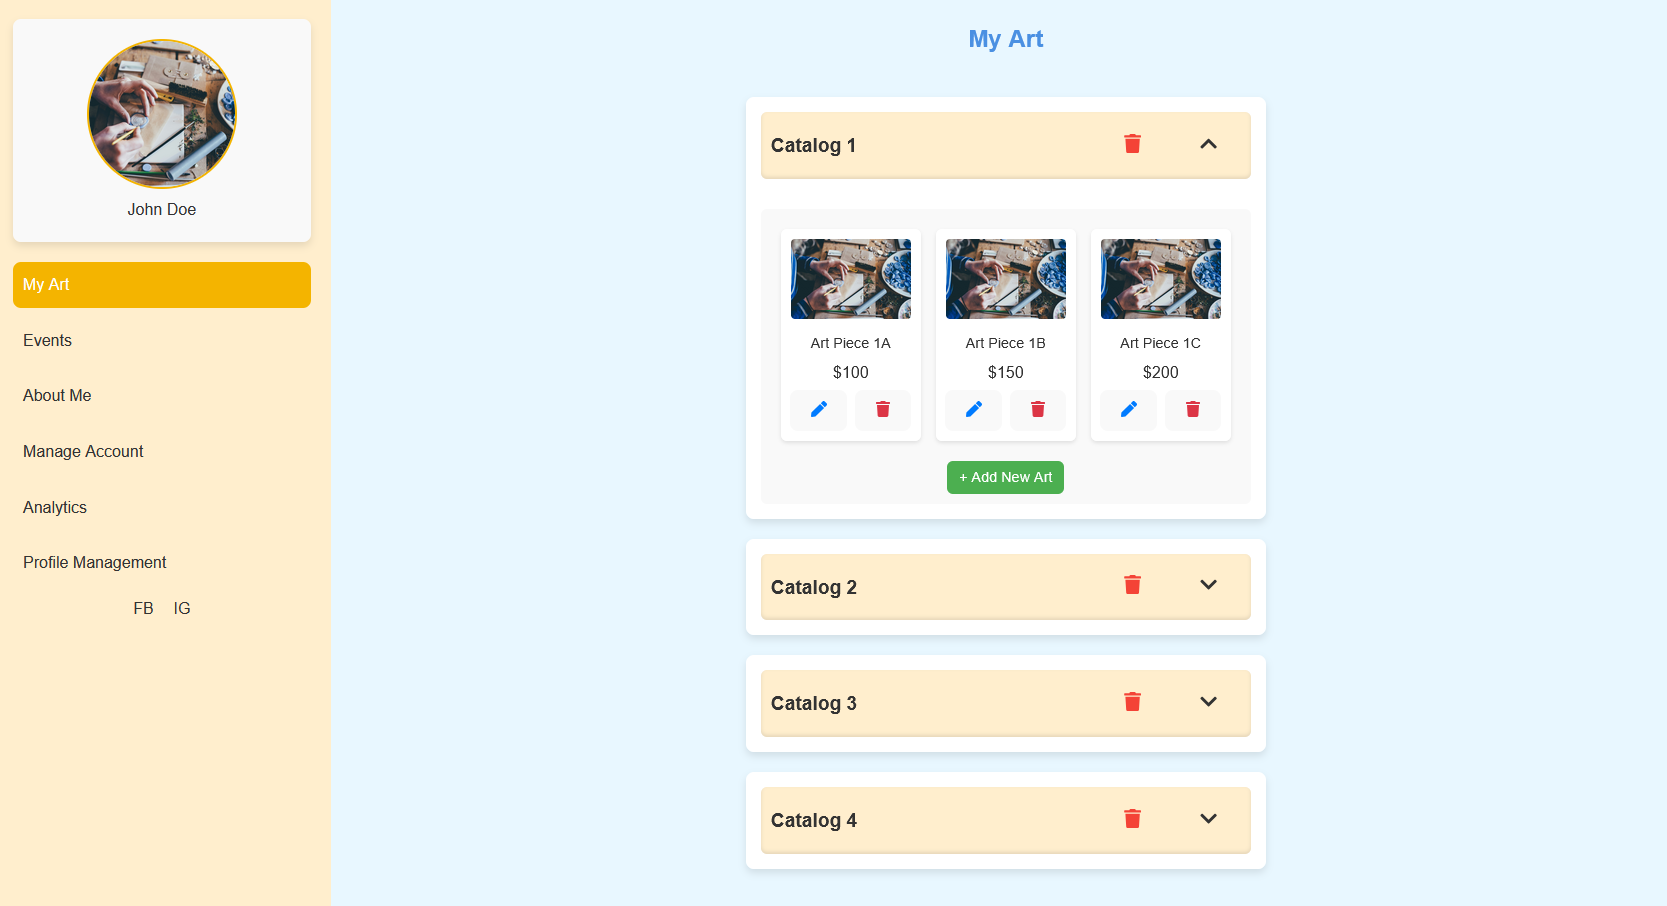 John Doe
My Art
Events
About Me
Manage Account
Analytics
Profile Management
FB IG
My Art
Catalog 1
Art Piece 1A
$100
Art Piece 1B
$150
Art Piece 1C
$200
+ Add New Art
Catalog 2
Catalog 3
Catalog 4